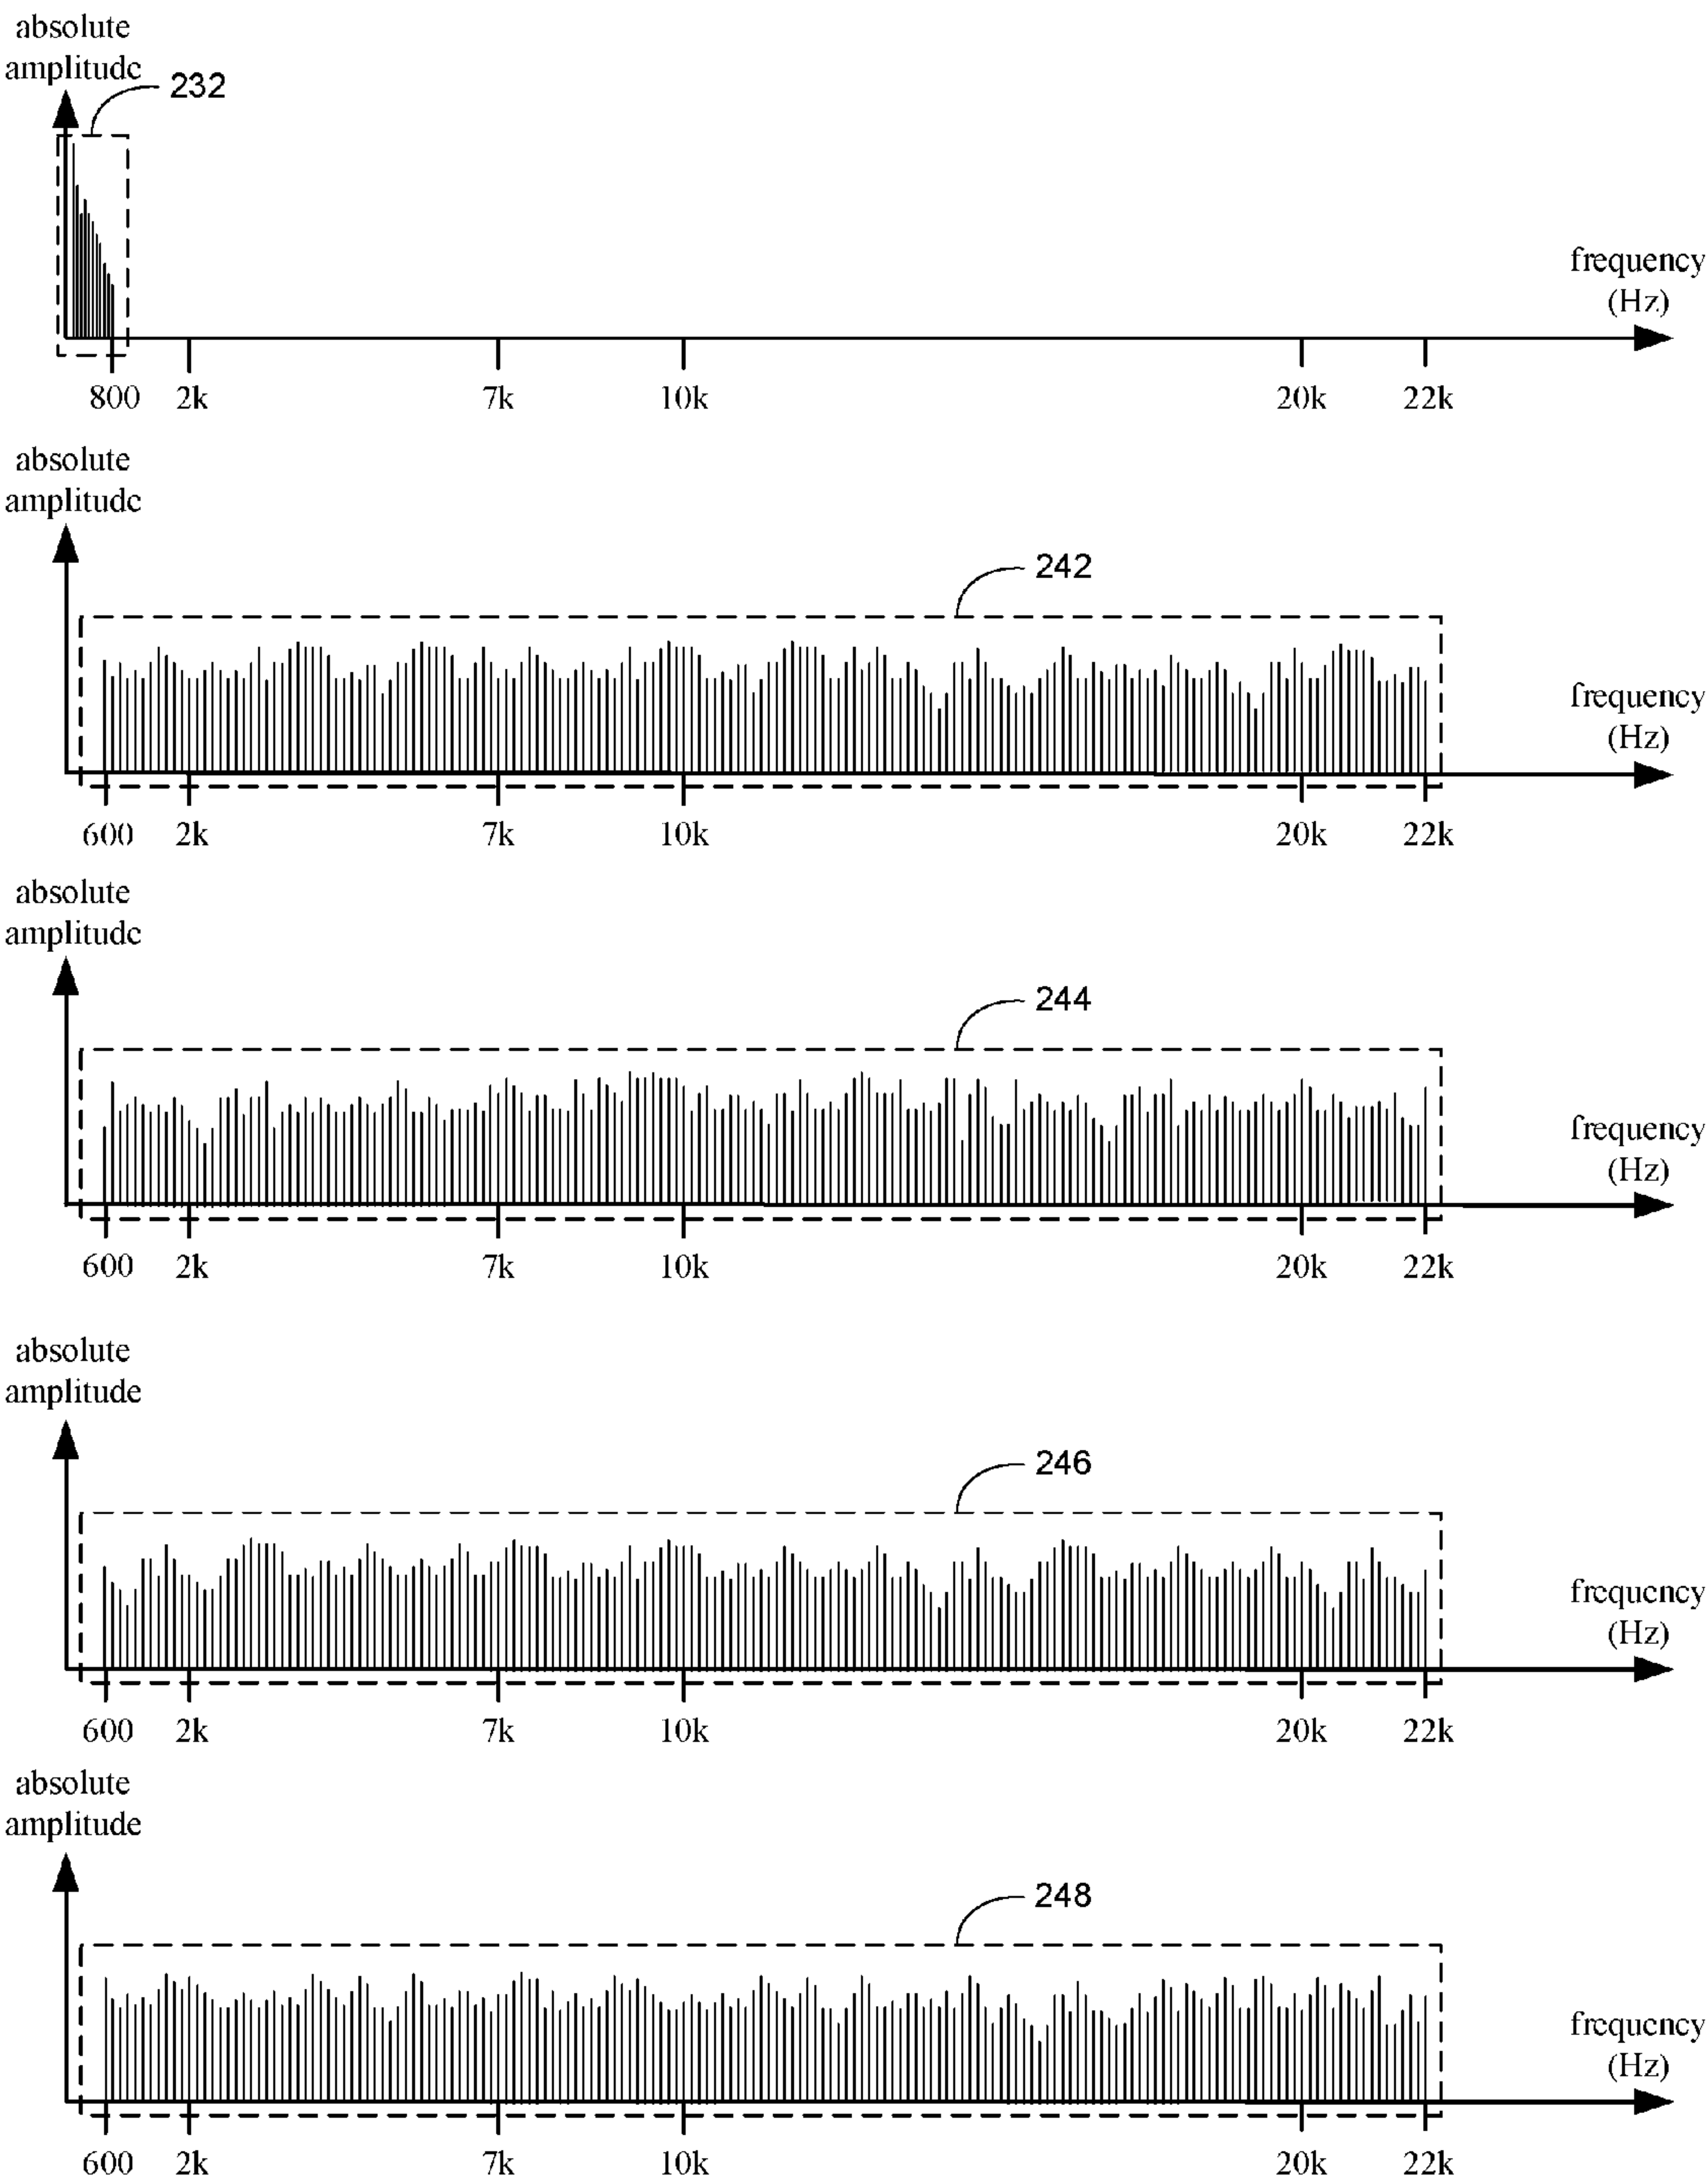 absolute
amplitude
232
frequency
(Hz)
800 2k 7k 10k 20k 22k
absolute
amplitude
242
frequency
(Hz)
600 2k 7k 10k 20k 22k
absolute
amplitude
244
frequency
(Hz)
600 2k 7k 10k 20k 22k
absolute
amplitude
246
frequency
(Hz)
600 2k 7k 10k 20k 22k
absolute
amplitude
248
frequency
(Hz)
600 2k 7k 10k 20k 22k